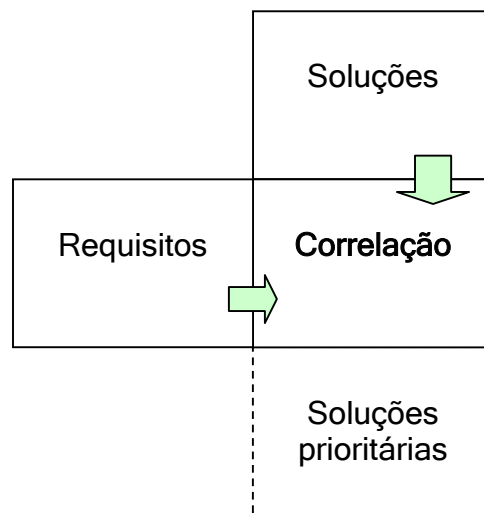 Soluções
Requisitos
Correlação
Soluções
prioritárias